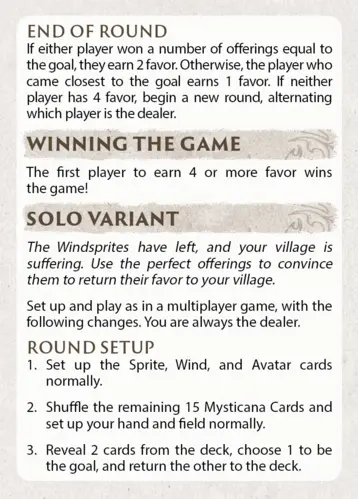 END OF ROUND
If either player won a number of offerings equal to
the goal, they earn 2 favor. Otherwise, the player who
came closest to the goal earns 1 favor. If neither
player has 4 favor, begin a new round, alternating
which player is the dealer.
WINNING THE GAME
The first player to earn 4 or more favor wins
the game!
SOLO VARIANT
The Windsprites have left, and your village is
suffering. Use the perfect offerings to convince
them to return their favor to your village.
Set up and play as in a multiplayer game, with the
following changes. You are always the dealer.
ROUND SETUP
1. Set up the Sprite, Wind, and Avatar cards
normally.
2. Shuffle the remaining 15 Mysticana Cards and
set up your hand and field normally.
3. Reveal 2 cards from the deck, choose 1 to be
the goal, and return the other to the deck.